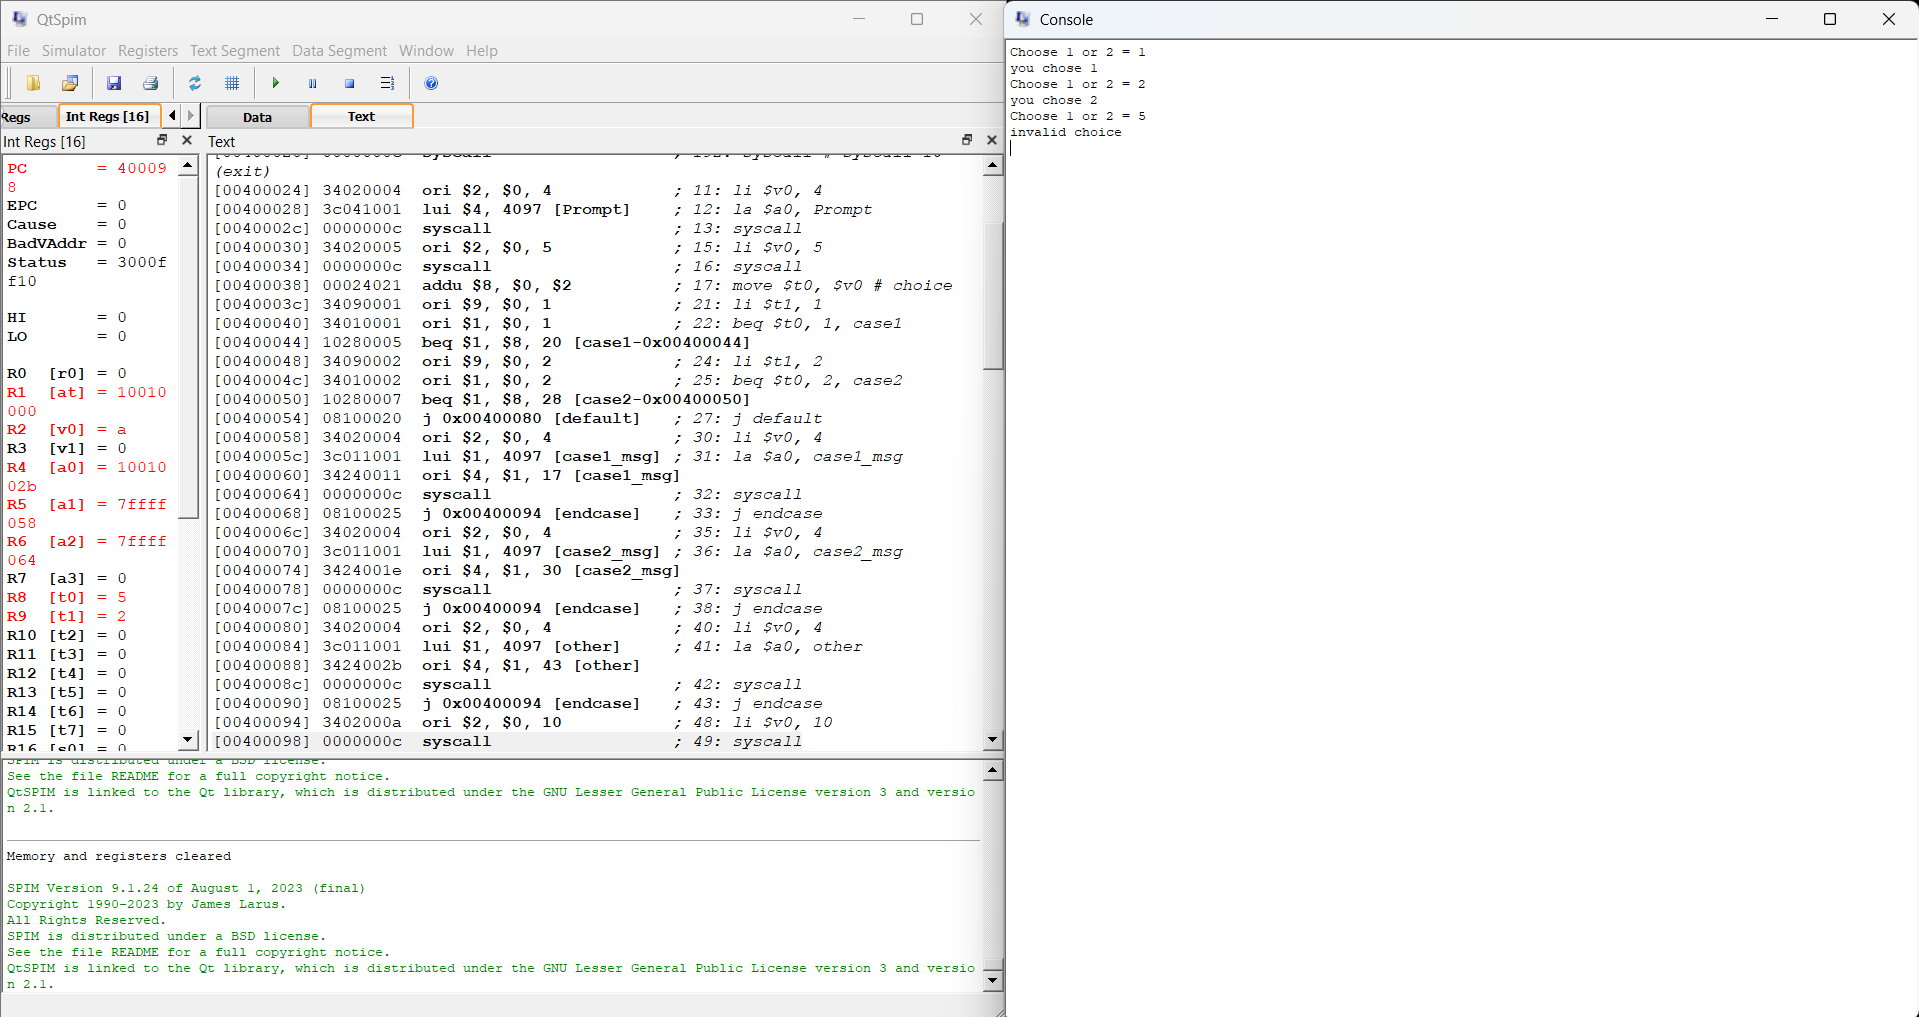 QtSpim
File Simulator Registers Text Segment Data Segment Window Help
Regs
Int Regs [16]
Data
Text
Int Regs [16]
PC = 40009
8
EPC = 0
Cause = 0
BadVAddr = 0
Status = 3000f
f10
HI = 0
LO = 0
R0 [r0] = 0
R1 [at] = 10010
000
R2 [v0] = a
R3 [v1] = 0
R4 [a0] = 10010
02b
R5 [a1] = 7ffff
058
R6 [a2] = 7ffff
064
R7 [a3] = 0
R8 [t0] = 5
R9 [t1] = 2
R10 [t2] = 0
R11 [t3] = 0
R12 [t4] = 0
R13 [t5] = 0
R14 [t6] = 0
R15 [t7] = 0
R16 [s0] = 0
Text
(exit)
[00400024] 34020004 ori $2, $0, 4 ; 11: li $v0, 4
[00400028] 3c041001 lui $4, 4097 [Prompt] ; 12: la $a0, Prompt
[0040002c] 0000000c syscall ; 13: syscall
[00400030] 34020005 ori $2, $0, 5 ; 15: li $v0, 5
[00400034] 0000000c syscall ; 16: syscall
[00400038] 00024021 addu $8, $0, $2 ; 17: move $t0, $v0 # choice
[0040003c] 34090001 ori $9, $0, 1 ; 21: li $t1, 1
[00400040] 34010001 ori $1, $0, 1 ; 22: beq $t0, 1, case1
[00400044] 10280005 beq $1, $8, 20 [case1-0x00400044]
[00400048] 34090002 ori $9, $0, 2 ; 24: li $t1, 2
[0040004c] 34010002 ori $1, $0, 2 ; 25: beq $t0, 2, case2
[00400050] 10280007 beq $1, $8, 28 [case2-0x00400050]
[00400054] 08100020 j 0x00400080 [default] ; 27: j default
[00400058] 34020004 ori $2, $0, 4 ; 30: li $v0, 4
[0040005c] 3c011001 lui $1, 4097 [case1_msg] ; 31: la $a0, case1_msg
[00400060] 34240011 ori $4, $1, 17 [case1_msg]
[00400064] 0000000c syscall ; 32: syscall
[00400068] 08100025 j 0x00400094 [endcase] ; 33: j endcase
[0040006c] 34020004 ori $2, $0, 4 ; 35: li $v0, 4
[00400070] 3c011001 lui $1, 4097 [case2_msg] ; 36: la $a0, case2_msg
[00400074] 3424001e ori $4, $1, 30 [case2_msg]
[00400078] 0000000c syscall ; 37: syscall
[0040007c] 08100025 j 0x00400094 [endcase] ; 38: j endcase
[00400080] 34020004 ori $2, $0, 4 ; 40: li $v0, 4
[00400084] 3c011001 lui $1, 4097 [other] ; 41: la $a0, other
[00400088] 3424002b ori $4, $1, 43 [other]
[0040008c] 0000000c syscall ; 42: syscall
[00400090] 08100025 j 0x00400094 [endcase] ; 43: j endcase
[00400094] 3402000a ori $2, $0, 10 ; 48: li $v0, 10
[00400098] 0000000c syscall ; 49: syscall
SPIM is distributed under a BSD license.
See the file README for a full copyright notice.
QtSPIM is linked to the Qt library, which is distributed under the GNU Lesser General Public License version 3 and versio
n 2.1.
Memory and registers cleared
SPIM Version 9.1.24 of August 1, 2023 (final)
Copyright 1990-2023 by James Larus.
All Rights Reserved.
SPIM is distributed under a BSD license.
See the file README for a full copyright notice.
QtSPIM is linked to the Qt library, which is distributed under the GNU Lesser General Public License version 3 and versio
n 2.1.
Console
Choose 1 or 2 = 1
you chose 1
Choose 1 or 2 = 2
you chose 2
Choose 1 or 2 = 5
invalid choice